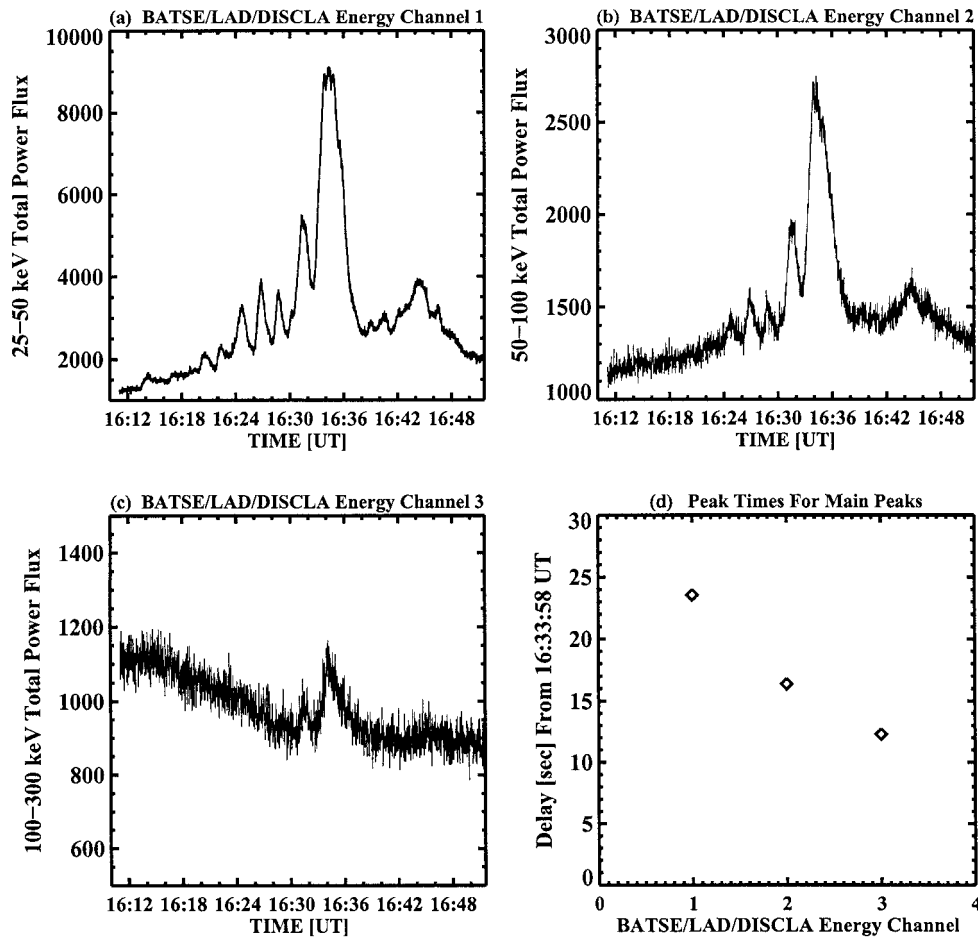 (a) BATSE/LAD/DISCLA Energy Channel 1
25−50 keV Total Power Flux
10000
8000
6000
4000
2000
16:12 16:18 16:24 16:30 16:36 16:42 16:48
TIME [UT]
(b) BATSE/LAD/DISCLA Energy Channel 2
50−100 keV Total Power Flux
3000
2500
2000
1500
1000
16:12 16:18 16:24 16:30 16:36 16:42 16:48
TIME [UT]
(c) BATSE/LAD/DISCLA Energy Channel 3
100−300 keV Total Power Flux
1400
1200
1000
800
600
16:12 16:18 16:24 16:30 16:36 16:42 16:48
TIME [UT]
(d) Peak Times For Main Peaks
Delay [sec] From 16:33:58 UT
30
25
20
15
10
5
0
0 1 2 3 4
BATSE/LAD/DISCLA Energy Channel